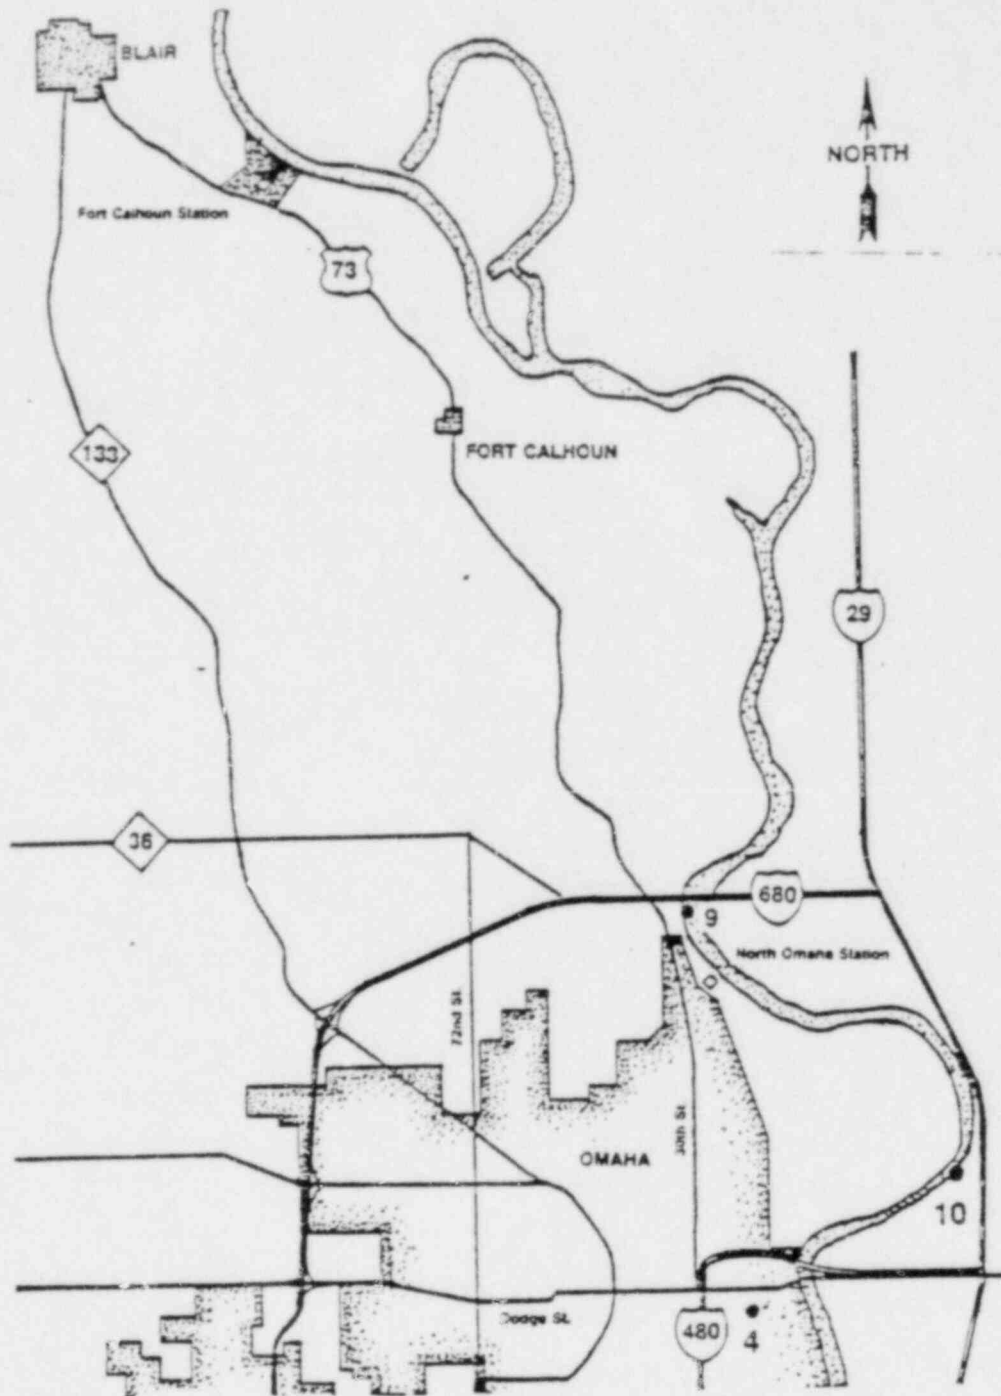 BLAIR
NORTH
Fort Calhoun Station
73
133
FORT CALHOUN
29
36
680
9
North Omaha Station
72nd St.
30th St.
OMAHA
10
Dodge St.
480
4